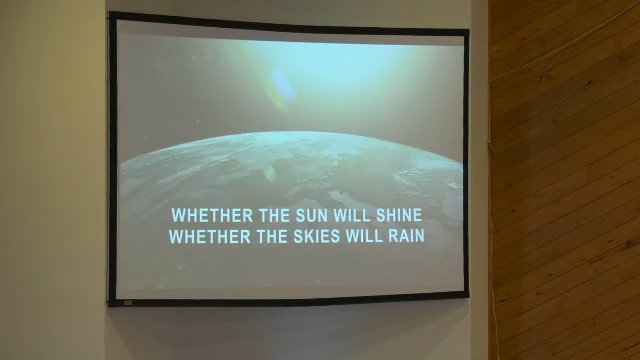 WHETHER THE SUN WILL SHINE
WHETHER THE SKIES WILL RAIN